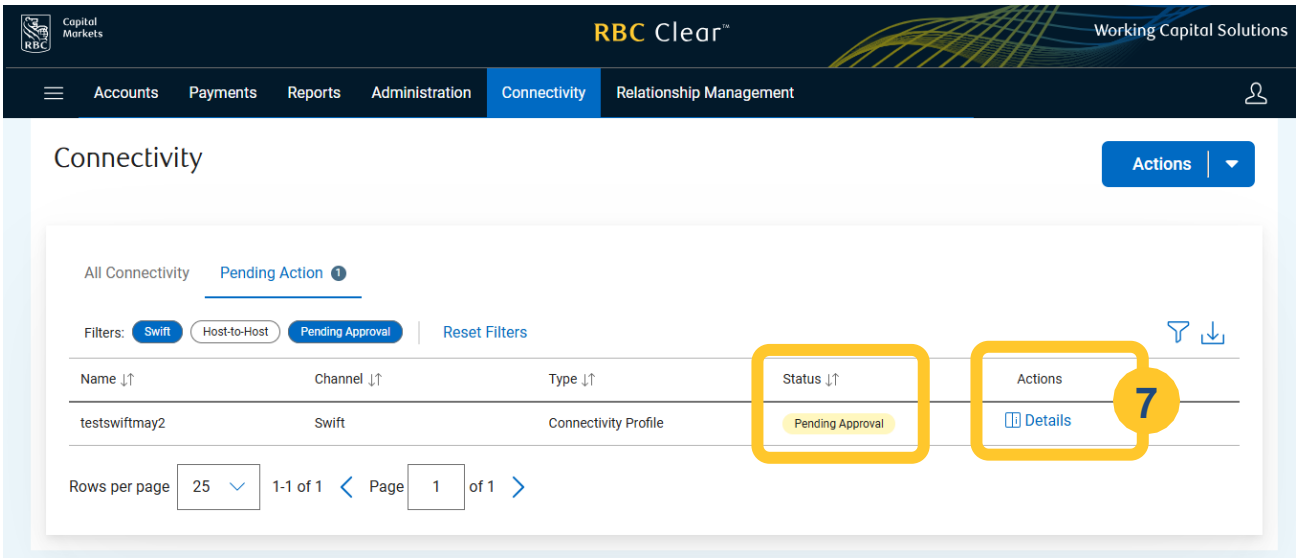 RBC
Capital
Markets
RBC Clear™
Working Capital Solutions
Accounts Payments Reports Administration Connectivity Relationship Management
Connectivity
Actions
All Connectivity Pending Action 1
Filters: Swift Host-to-Host Pending Approval Reset Filters
Name ↓↑ Channel ↓↑ Type ↓↑ Status ↓↑ Actions
7
testswiftmay2 Swift Connectivity Profile Pending Approval Details
Rows per page 25 1-1 of 1 Page 1 of 1